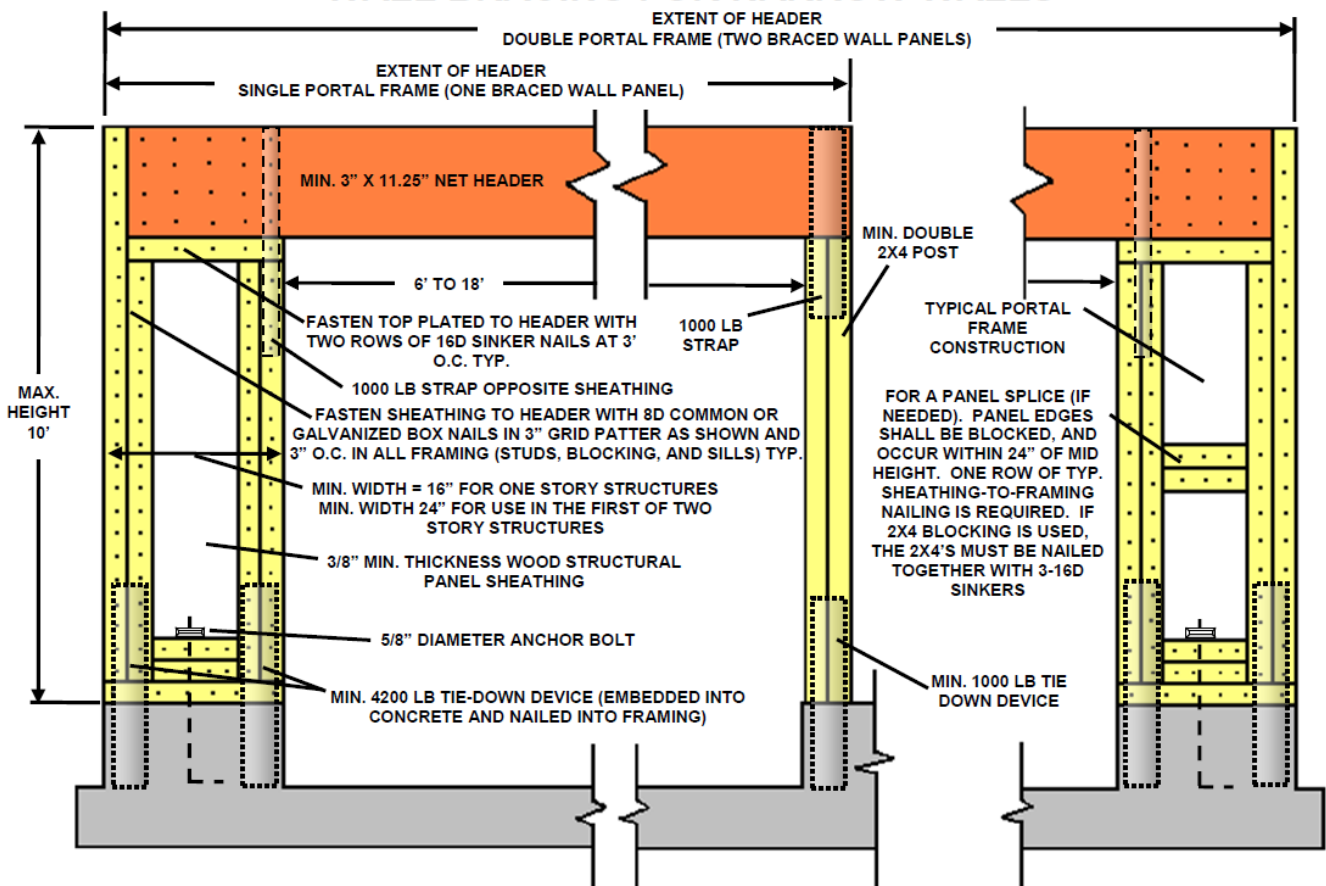 EXTENT OF HEADER
DOUBLE PORTAL FRAME (TWO BRACED WALL PANELS)
EXTENT OF HEADER
SINGLE PORTAL FRAME (ONE BRACED WALL PANEL)
MIN. 3” X 11.25” NET HEADER
6’ TO 18’
FASTEN TOP PLATED TO HEADER WITH
TWO ROWS OF 16D SINKER NAILS AT 3’
O.C. TYP.
1000 LB STRAP OPPOSITE SHEATHING
FASTEN SHEATHING TO HEADER WITH 8D COMMON OR
GALVANIZED BOX NAILS IN 3” GRID PATTER AS SHOWN AND
3” O.C. IN ALL FRAMING (STUDS, BLOCKING, AND SILLS) TYP.
MAX.
HEIGHT
10’
MIN. WIDTH = 16” FOR ONE STORY STRUCTURES
MIN. WIDTH 24” FOR USE IN THE FIRST OF TWO
STORY STRUCTURES
3/8” MIN. THICKNESS WOOD STRUCTURAL
PANEL SHEATHING
5/8” DIAMETER ANCHOR BOLT
MIN. 4200 LB TIE-DOWN DEVICE (EMBEDDED INTO
CONCRETE AND NAILED INTO FRAMING)
1000 LB
STRAP
MIN. DOUBLE
2X4 POST
TYPICAL PORTAL
FRAME
CONSTRUCTION
FOR A PANEL SPLICE (IF
NEEDED). PANEL EDGES
SHALL BE BLOCKED, AND
OCCUR WITHIN 24” OF MID
HEIGHT. ONE ROW OF TYP.
SHEATHING-TO-FRAMING
NAILING IS REQUIRED. IF
2X4 BLOCKING IS USED,
THE 2X4’S MUST BE NAILED
TOGETHER WITH 3-16D
SINKERS
MIN. 1000 LB TIE
DOWN DEVICE